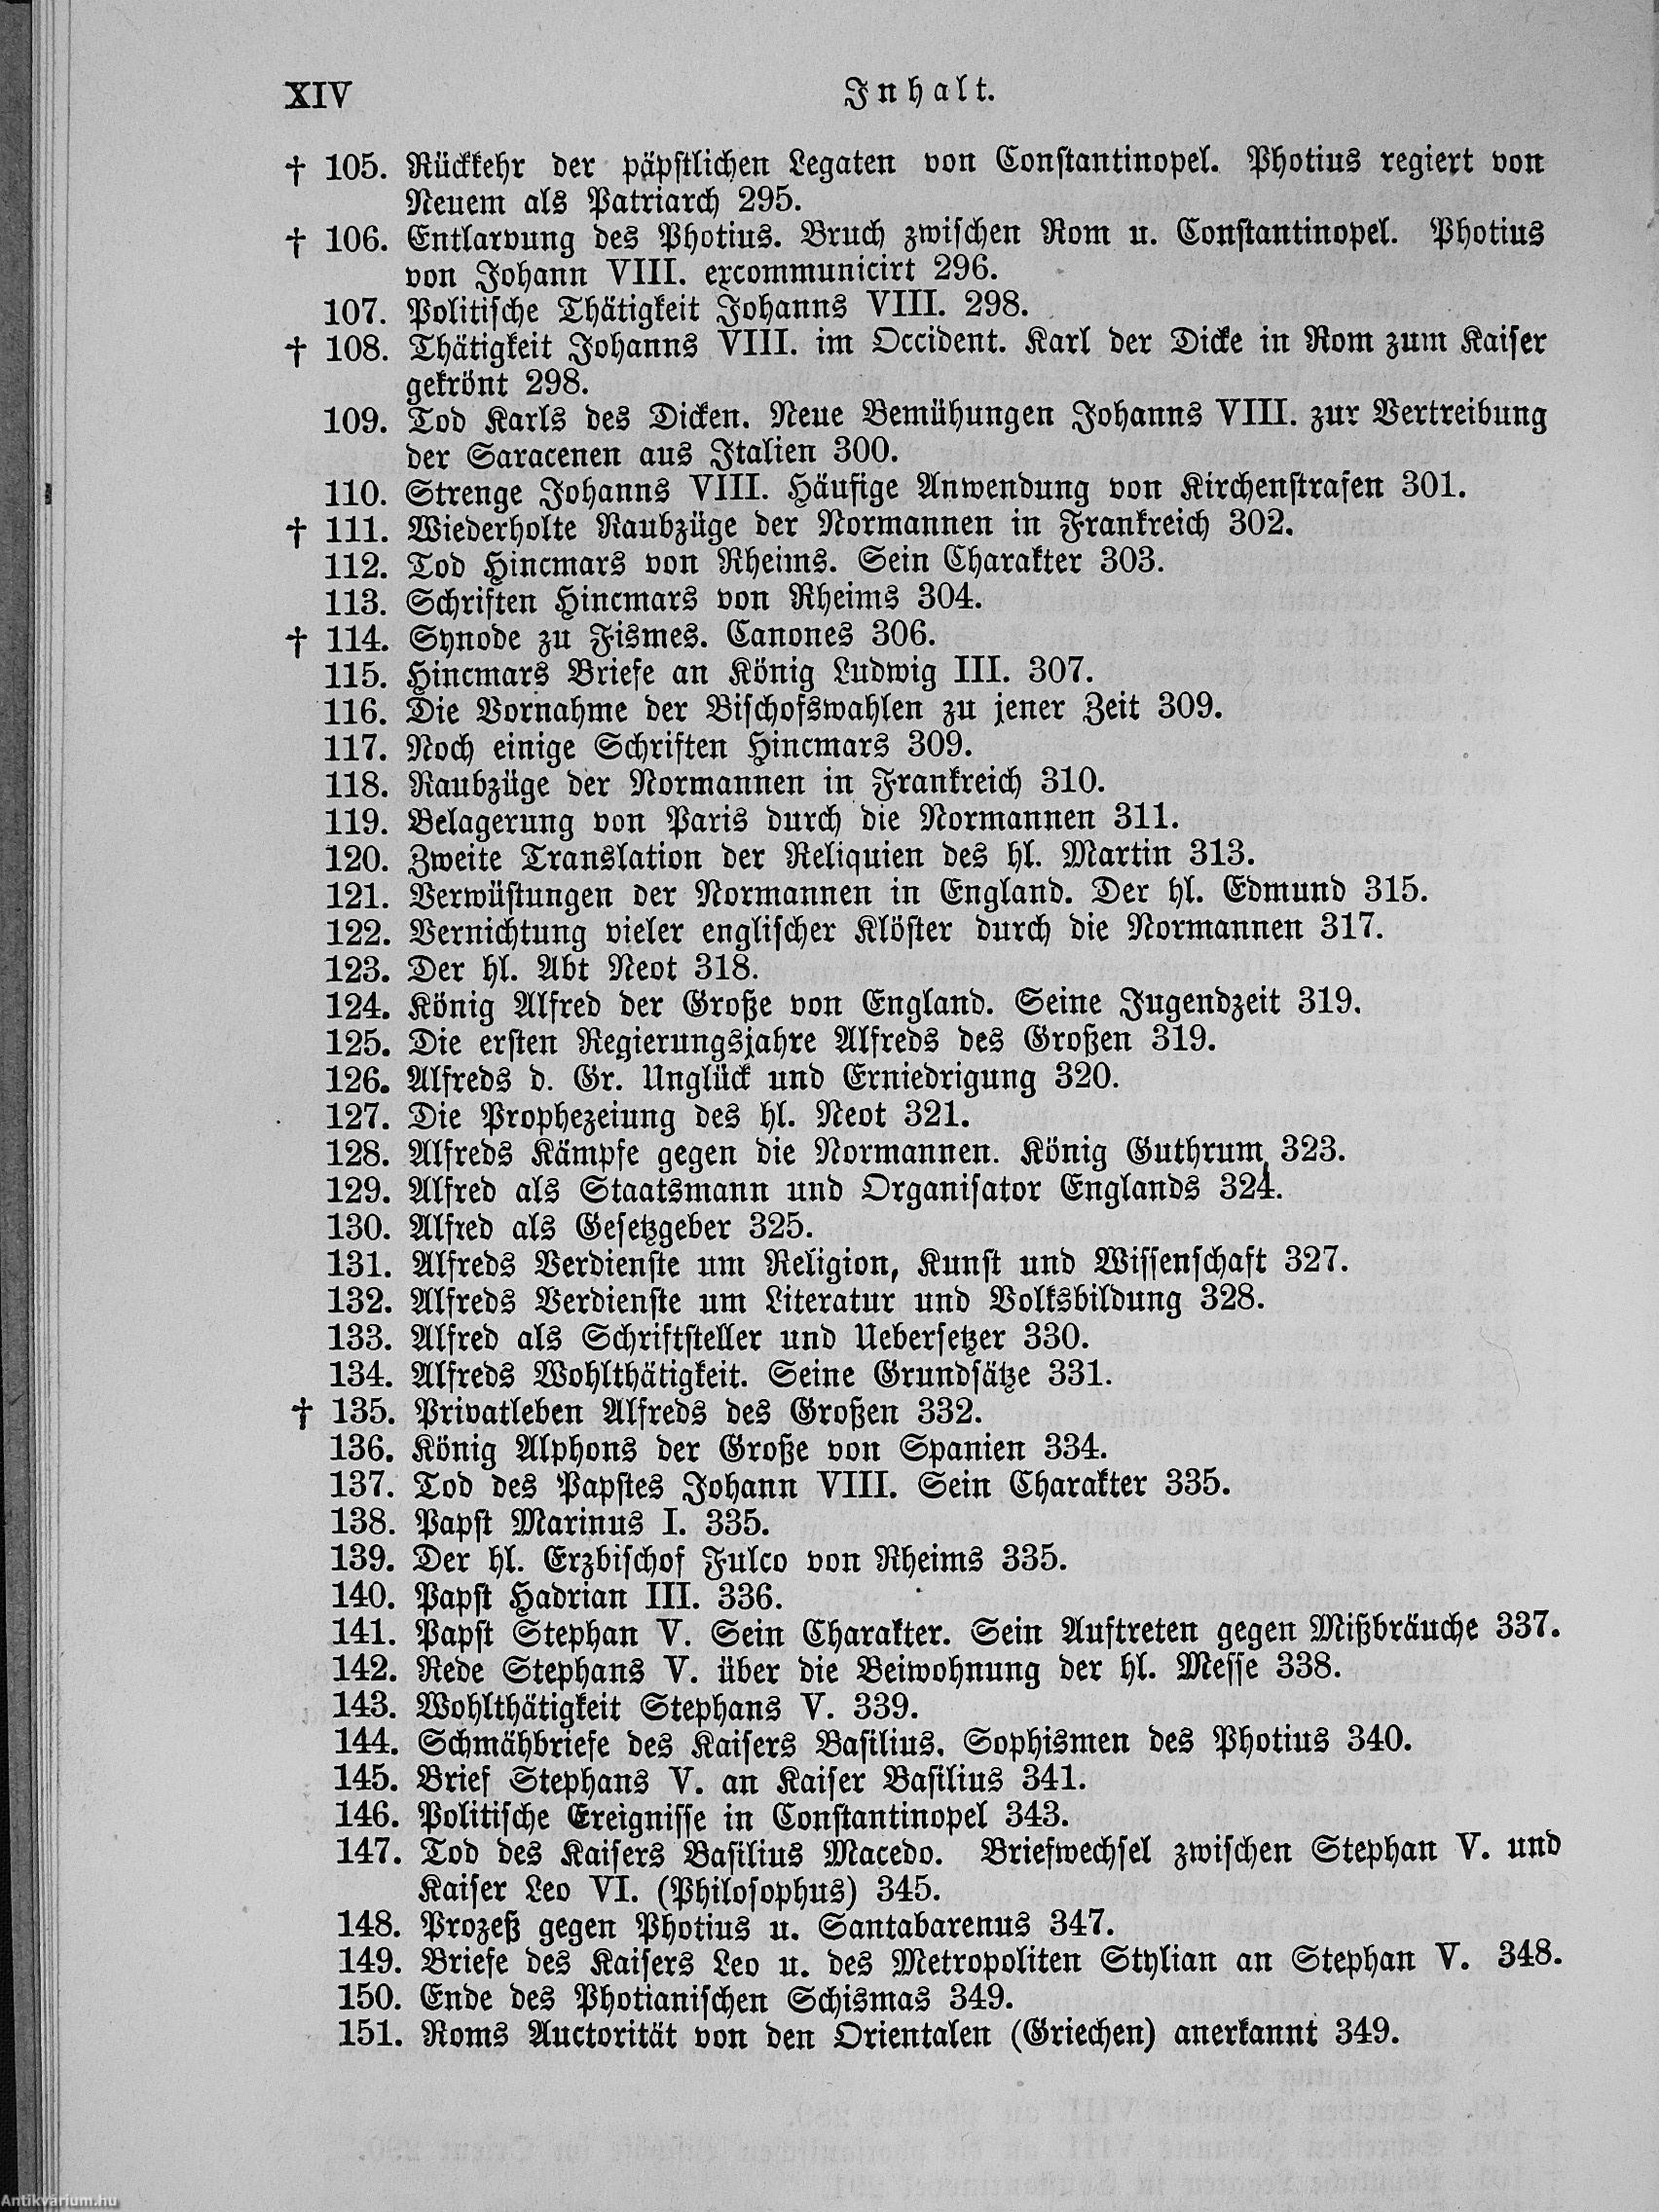 XIV Inhalt.
† 105. Rückkehr der päpstlichen Legaten von Constantinopel. Photius regiert von
Neuem als Patriarch 295.
† 106. Entlarvung des Photius. Bruch zwischen Rom u. Constantinopel. Photius
von Johann VIII. excommunicirt 296.
107. Politische Thätigkeit Johanns VIII. 298.
† 108. Thätigkeit Johanns VIII. im Occident. Karl der Dicke in Rom zum Kaiser
gekrönt 298.
109. Tod Karls des Dicken. Neue Bemühungen Johanns VIII. zur Vertreibung
der Saracenen aus Italien 300.
110. Strenge Johanns VIII. Häufige Anwendung von Kirchenstrafen 301.
† 111. Wiederholte Raubzüge der Normannen in Frankreich 302.
112. Tod Hincmars von Rheims. Sein Charakter 303.
113. Schriften Hincmars von Rheims 304.
† 114. Synode zu Fismes. Canones 306.
115. Hincmars Briefe an König Ludwig III. 307.
116. Die Vornahme der Bischofswahlen zu jener Zeit 309.
117. Noch einige Schriften Hincmars 309.
118. Raubzüge der Normannen in Frankreich 310.
119. Belagerung von Paris durch die Normannen 311.
120. Zweite Translation der Reliquien des hl. Martin 313.
121. Verwüstungen der Normannen in England. Der hl. Edmund 315.
122. Vernichtung vieler englischer Klöster durch die Normannen 317.
123. Der hl. Abt Neot 318.
124. König Alfred der Große von England. Seine Jugendzeit 319.
125. Die ersten Regierungsjahre Alfreds des Großen 319.
126. Alfreds d. Gr. Unglück und Erniedrigung 320.
127. Die Prophezeiung des hl. Neot 321.
128. Alfreds Kämpfe gegen die Normannen. König Guthrum 323.
129. Alfred als Staatsmann und Organisator Englands 324.
130. Alfred als Gesetzgeber 325.
131. Alfreds Verdienste um Religion, Kunst und Wissenschaft 327.
132. Alfreds Verdienste um Literatur und Volksbildung 328.
133. Alfred als Schriftsteller und Uebersetzer 330.
134. Alfreds Wohlthätigkeit. Seine Grundsätze 331.
† 135. Privatleben Alfreds des Großen 332.
136. König Alphons der Große von Spanien 334.
137. Tod des Papstes Johann VIII. Sein Charakter 335.
138. Papst Marinus I. 335.
139. Der hl. Erzbischof Fulco von Rheims 335.
140. Papst Hadrian III. 336.
141. Papst Stephan V. Sein Charakter. Sein Auftreten gegen Mißbräuche 337.
142. Rede Stephans V. über die Beiwohnung der hl. Messe 338.
143. Wohlthätigkeit Stephans V. 339.
144. Schmähbriefe des Kaisers Basilius. Sophismen des Photius 340.
145. Brief Stephans V. an Kaiser Basilius 341.
146. Politische Ereignisse in Constantinopel 343.
147. Tod des Kaisers Basilius Macedo. Briefwechsel zwischen Stephan V. und
Kaiser Leo VI. (Philosophus) 345.
148. Prozeß gegen Photius u. Santabarenus 347.
149. Briefe des Kaisers Leo u. des Metropoliten Stylian an Stephan V. 348.
150. Ende des Photianischen Schismas 349.
151. Roms Auctorität von den Orientalen (Griechen) anerkannt 349.
Antikvarium.hu